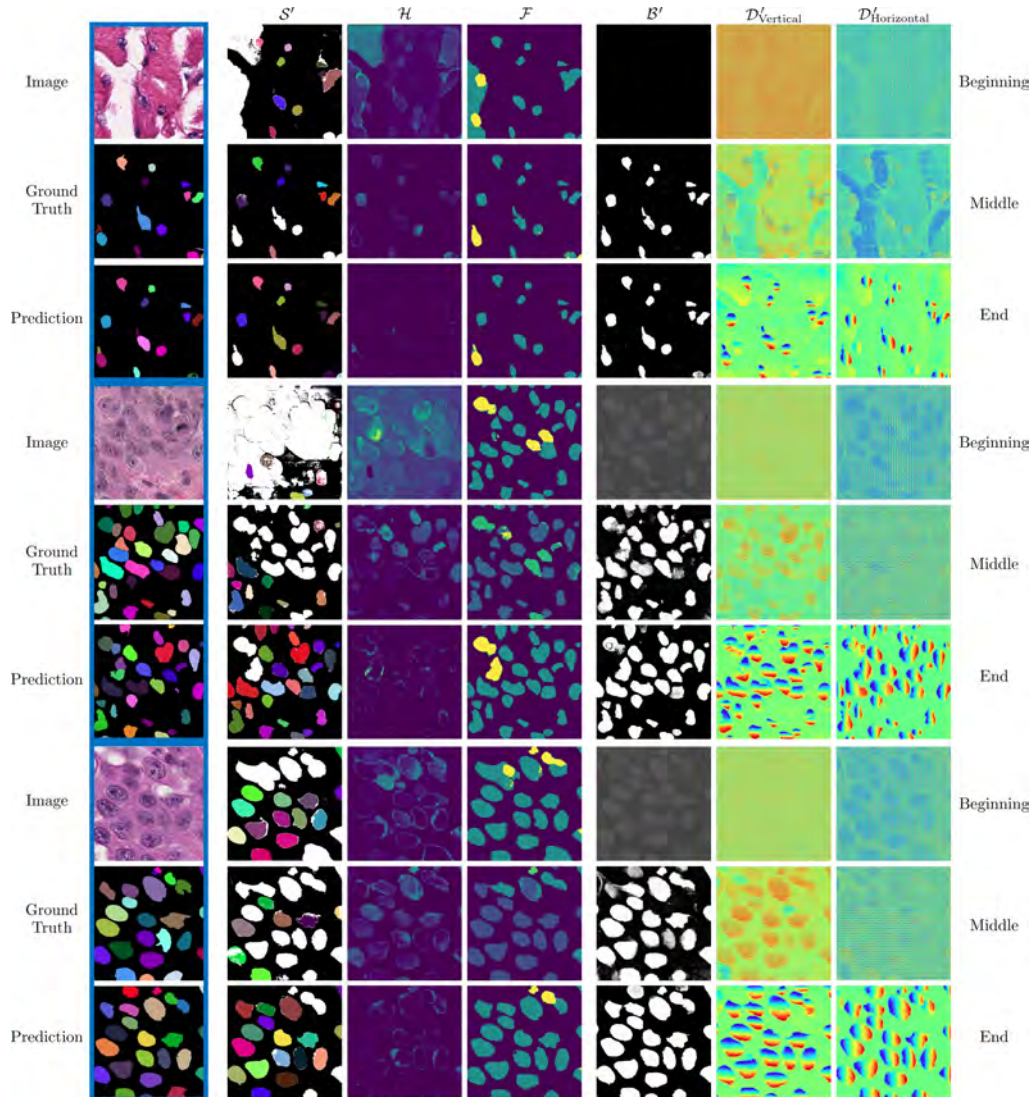 S′ H F B′ D′Vertical D′Horizontal
Image Beginning
Ground
Truth Middle
Prediction End
Image Beginning
Ground
Truth Middle
Prediction End
Image Beginning
Ground
Truth Middle
Prediction End